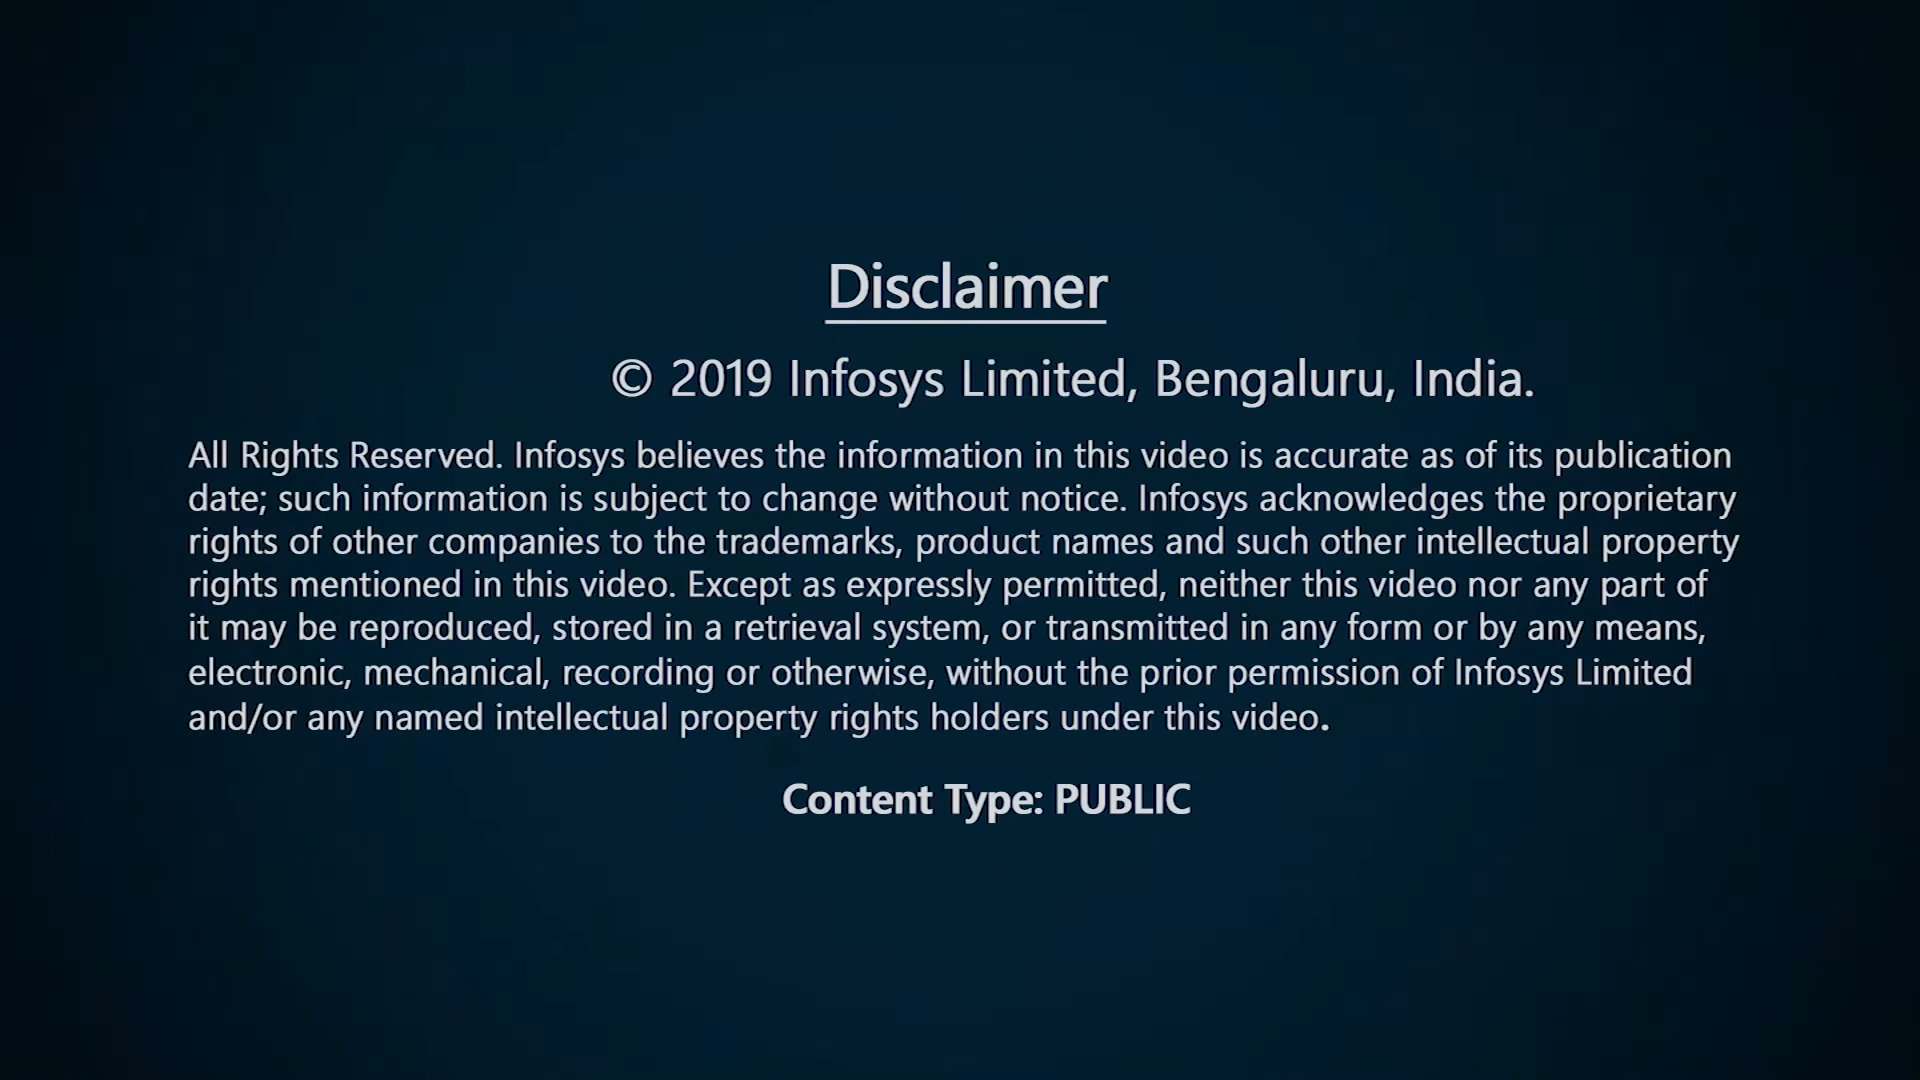 Disclaimer
© 2019 Infosys Limited, Bengaluru, India.
All Rights Reserved. Infosys believes the information in this video is accurate as of its publication
date; such information is subject to change without notice. Infosys acknowledges the proprietary
rights of other companies to the trademarks, product names and such other intellectual property
rights mentioned in this video. Except as expressly permitted, neither this video nor any part of
it may be reproduced, stored in a retrieval system, or transmitted in any form or by any means,
electronic, mechanical, recording or otherwise, without the prior permission of Infosys Limited
and/or any named intellectual property rights holders under this video.
Content Type: PUBLIC